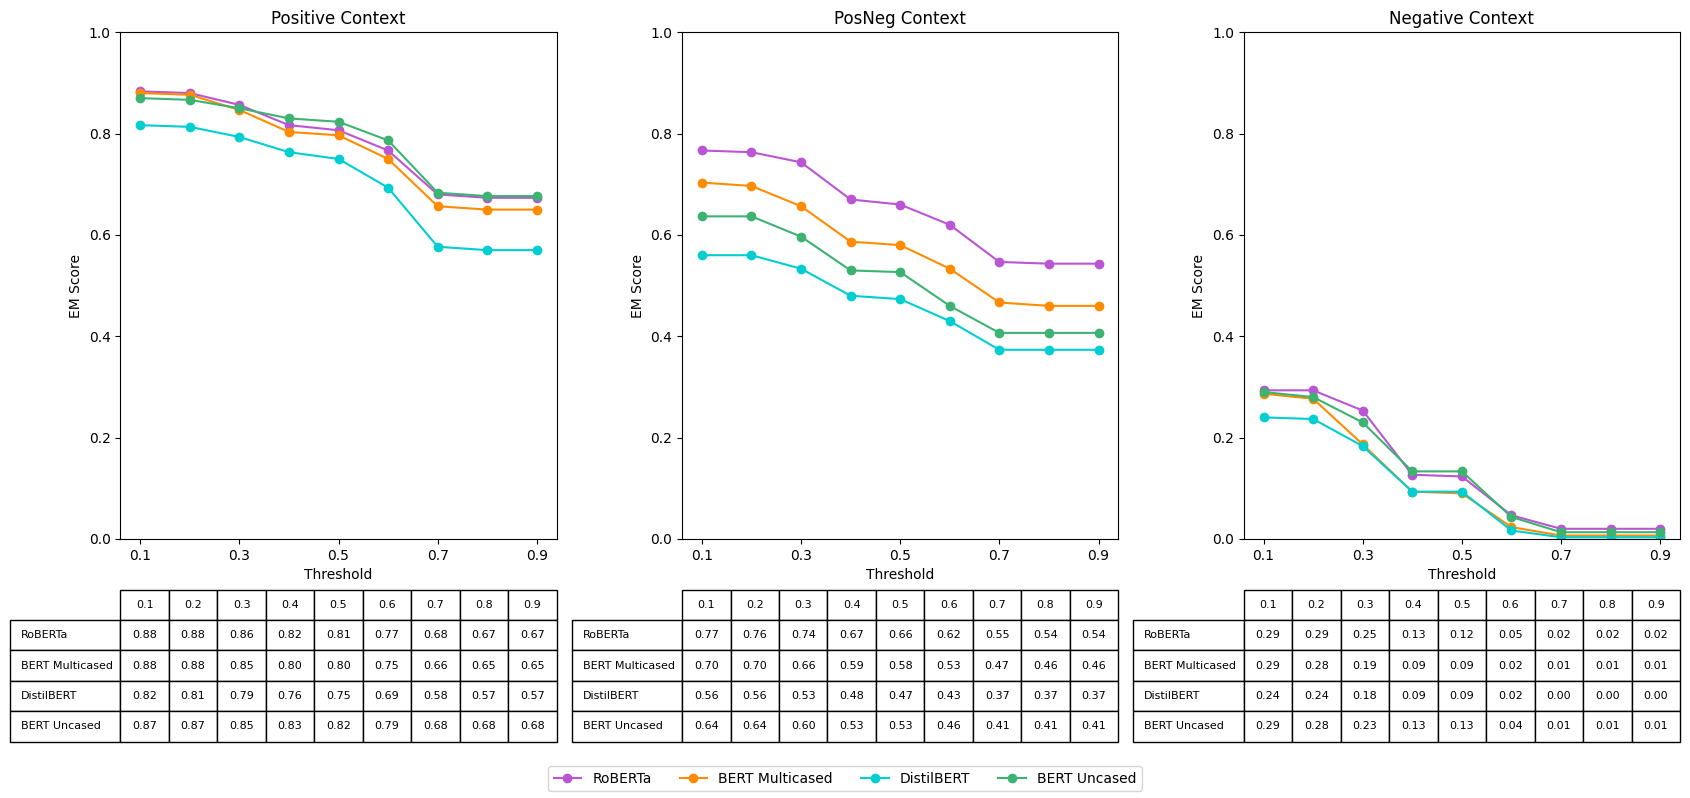 Positive Context
1.0
0.8
0.6
0.4
0.2
0.0
EM Score
0.1 0.3 0.5 0.7 0.9
Threshold
0.1 0.2 0.3 0.4 0.5 0.6 0.7 0.8 0.9
RoBERTa 0.88 0.88 0.86 0.82 0.81 0.77 0.68 0.67 0.67
BERT Multicased 0.88 0.88 0.85 0.80 0.80 0.75 0.66 0.65 0.65
DistilBERT 0.82 0.81 0.79 0.76 0.75 0.69 0.58 0.57 0.57
BERT Uncased 0.87 0.87 0.85 0.83 0.82 0.79 0.68 0.68 0.68
PosNeg Context
1.0
0.8
0.6
0.4
0.2
0.0
EM Score
0.1 0.3 0.5 0.7 0.9
Threshold
0.1 0.2 0.3 0.4 0.5 0.6 0.7 0.8 0.9
RoBERTa 0.77 0.76 0.74 0.67 0.66 0.62 0.55 0.54 0.54
BERT Multicased 0.70 0.70 0.66 0.59 0.58 0.53 0.47 0.46 0.46
DistilBERT 0.56 0.56 0.53 0.48 0.47 0.43 0.37 0.37 0.37
BERT Uncased 0.64 0.64 0.60 0.53 0.53 0.46 0.41 0.41 0.41
Negative Context
1.0
0.8
0.6
0.4
0.2
0.0
EM Score
0.1 0.3 0.5 0.7 0.9
Threshold
0.1 0.2 0.3 0.4 0.5 0.6 0.7 0.8 0.9
RoBERTa 0.29 0.29 0.25 0.13 0.12 0.05 0.02 0.02 0.02
BERT Multicased 0.29 0.28 0.19 0.09 0.09 0.02 0.01 0.01 0.01
DistilBERT 0.24 0.24 0.18 0.09 0.09 0.02 0.00 0.00 0.00
BERT Uncased 0.29 0.28 0.23 0.13 0.13 0.04 0.01 0.01 0.01
RoBERTa BERT Multicased DistilBERT BERT Uncased